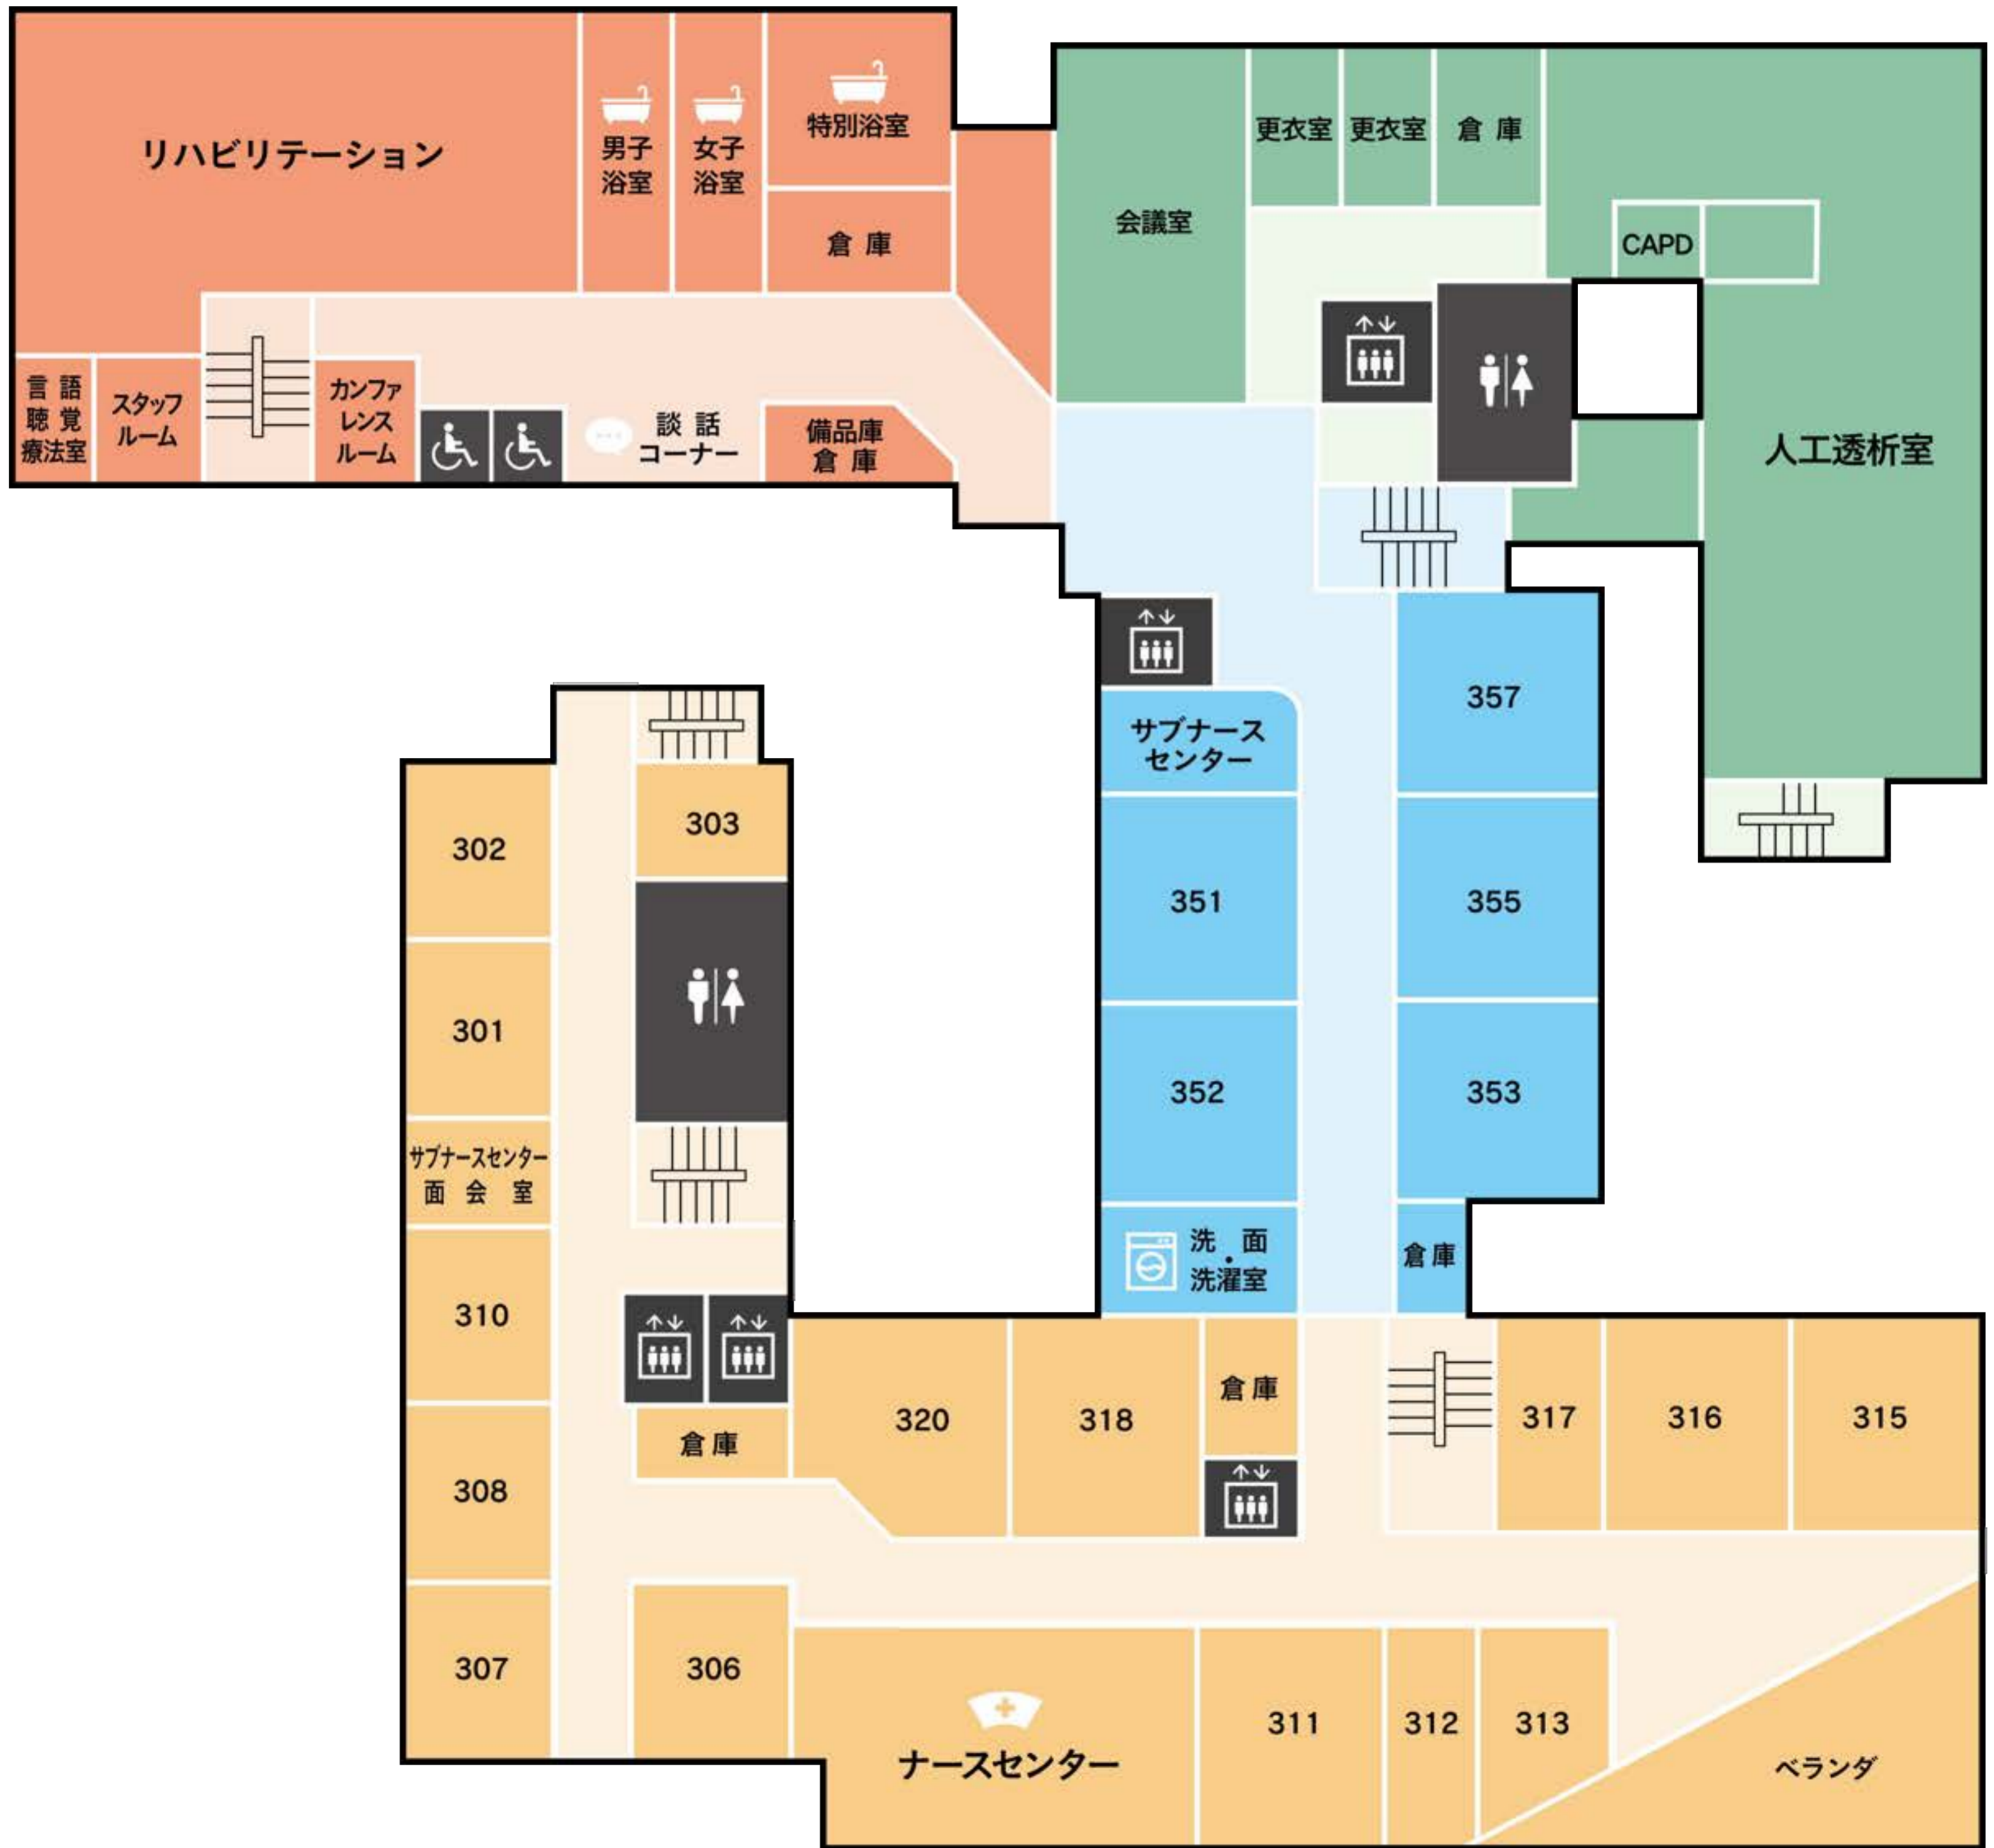 リハビリテーション
男子
浴室
女子
浴室
特別浴室
倉庫
言語
聴覚
療法室
スタッフ
ルーム
カンファ
レンス
ルーム
談話
コーナー
備品庫
倉庫
会議室
更衣室
更衣室
倉庫
CAPD
人工透析室
サブナース
センター
357
351
355
352
353
洗面
・
洗濯室
倉庫
302
303
301
サブナースセンター
面会室
310
308
307
倉庫
306
320
318
倉庫
317
316
315
ナースセンター
311
312
313
ベランダ